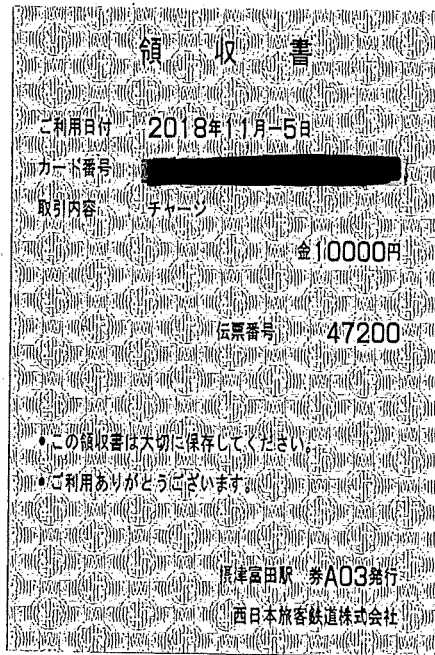 領収書
ご利用日付 2018年11月-5日
カード番号
取引内容 チャージ
金10000円
伝票番号 47200
•この領収書は大切に保存してください。
•ご利用ありがとうございます。
摂津富田駅 券A03発行
西日本旅客鉄道株式会社